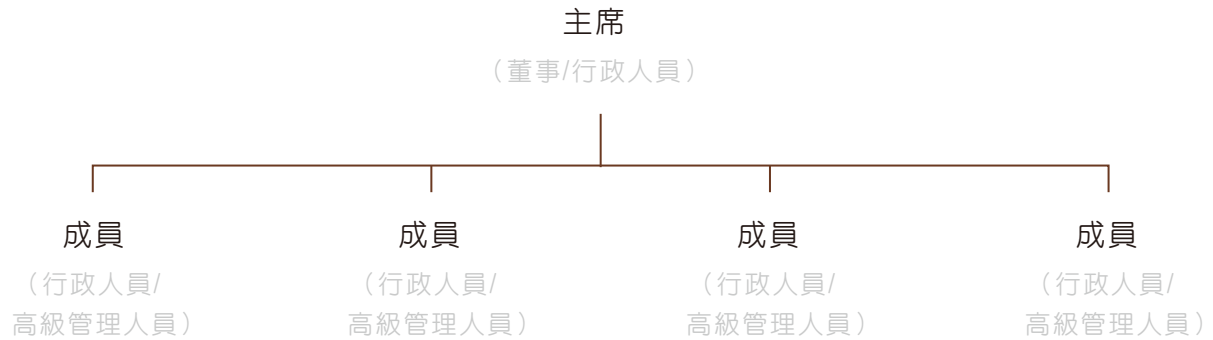 主席
（董事/行政人員）
成員
（行政人員/
高級管理人員）
成員
（行政人員/
高級管理人員）
成員
（行政人員/
高級管理人員）
成員
（行政人員/
高級管理人員）